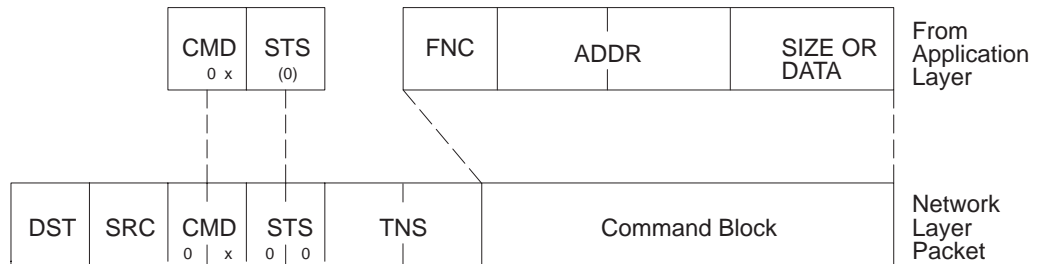 CMD
0 x
STS
(0)
FNC
ADDR
SIZE OR
DATA
From
Application
Layer
DST
SRC
CMD
0 x
STS
0 0
TNS
Command Block
Network
Layer
Packet